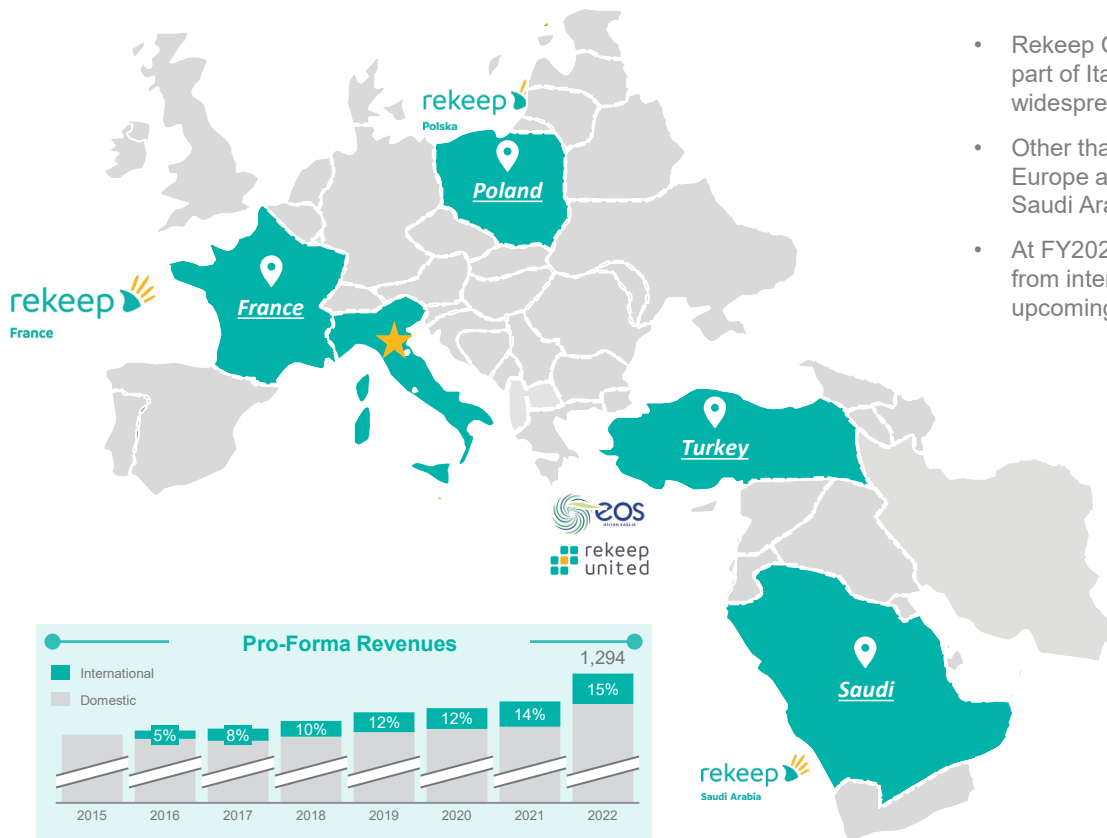 rekeep
Polska
Poland
France
rekeep
France
Turkey
eos
rekeep
united
Saudi
rekeep
Saudi Arabia
• Rekeep
part of
widespre
• Other tha
Europe a
Saudi Ara
• At
from inter
upcoming
Pro-Forma Revenues
International
Domestic
1,294
5%
8%
10%
12%
12%
14%
15%
2015
2016
2017
2018
2019
2020
2021
2022